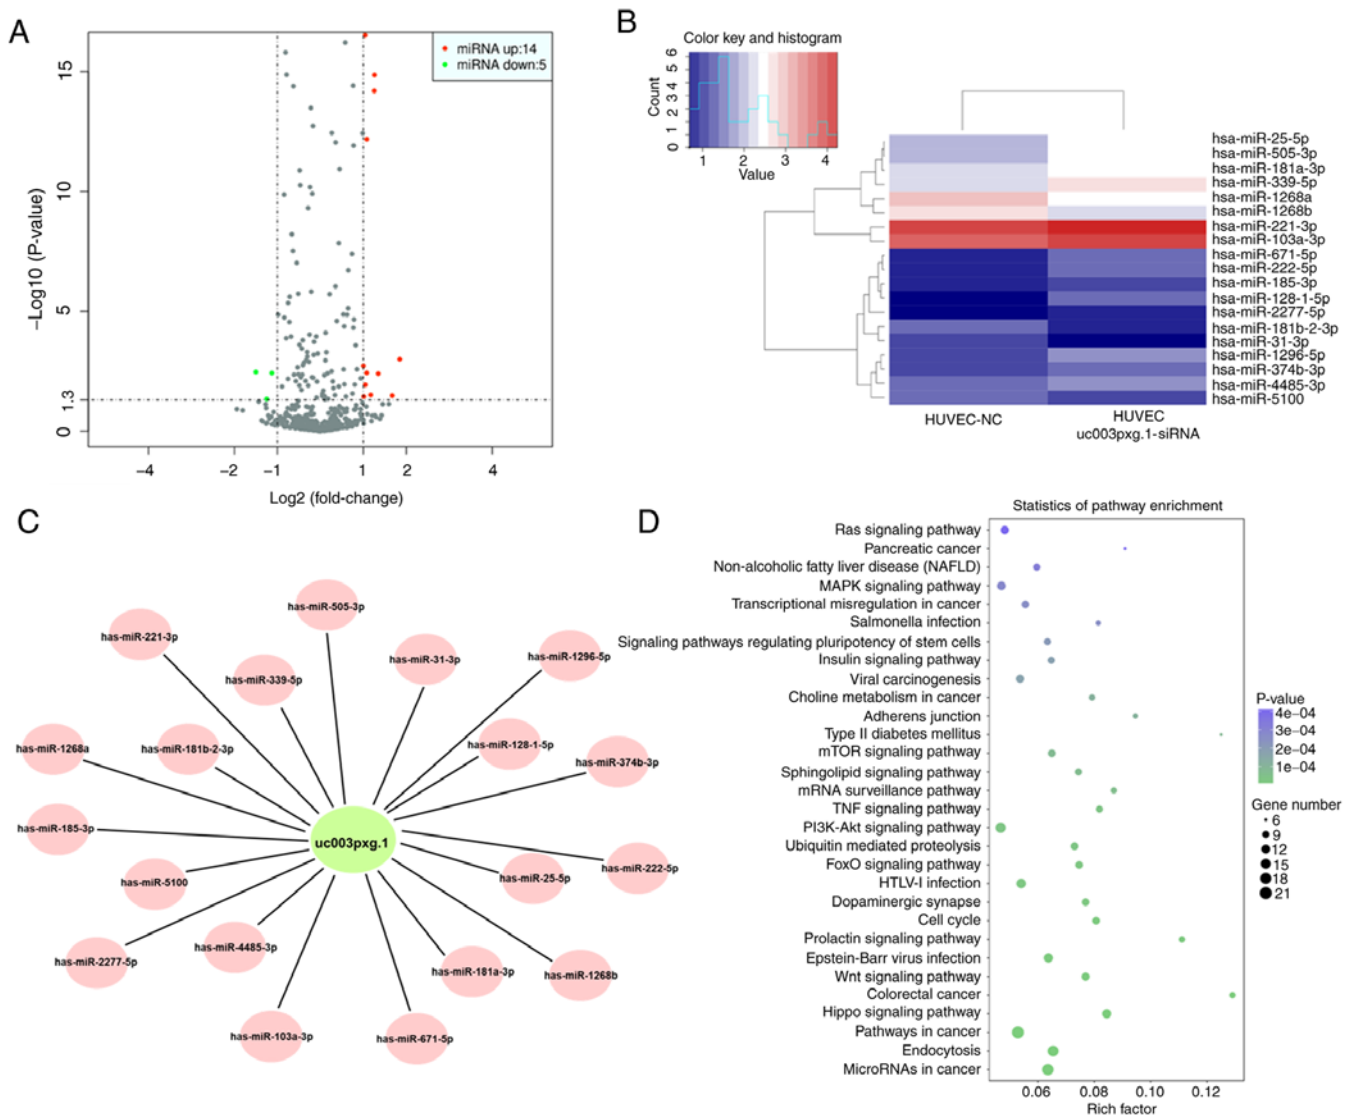 A
miRNA up:14
miRNA down:5
15
10
5
1.3
0
−Log10 (P-value)
−4
−2
−1
1
2
4
Log2 (fold-change)
B
Color key and histogram
Count
0 1 2 3 4 5 6
1 2 3 4
Value
hsa-miR-25-5p
hsa-miR-505-3p
hsa-miR-181a-3p
hsa-miR-339-5p
hsa-miR-1268a
hsa-miR-1268b
hsa-miR-221-3p
hsa-miR-103a-3p
hsa-miR-671-5p
hsa-miR-222-5p
hsa-miR-185-3p
hsa-miR-128-1-5p
hsa-miR-2277-5p
hsa-miR-181b-2-3p
hsa-miR-31-3p
hsa-miR-1296-5p
hsa-miR-374b-3p
hsa-miR-4485-3p
hsa-miR-5100
HUVEC-NC
HUVEC
uc003pxg.1-siRNA
C
has-miR-505-3p
has-miR-221-3p
has-miR-31-3p
has-miR-1296-5p
has-miR-339-5p
has-miR-1268a
has-miR-181b-2-3p
has-miR-128-1-5p
has-miR-374b-3p
has-miR-185-3p
uc003pxg.1
has-miR-222-5p
has-miR-5100
has-miR-25-5p
has-miR-4485-3p
has-miR-2277-5p
has-miR-181a-3p
has-miR-1268b
has-miR-103a-3p
has-miR-671-5p
D
Statistics of pathway enrichment
Ras signaling pathway
Pancreatic cancer
Non-alcoholic fatty liver disease (NAFLD)
MAPK signaling pathway
Transcriptional misregulation in cancer
Salmonella infection
Signaling pathways regulating pluripotency of stem cells
Insulin signaling pathway
Viral carcinogenesis
Choline metabolism in cancer
Adherens junction
Type II diabetes mellitus
mTOR signaling pathway
Sphingolipid signaling pathway
mRNA surveillance pathway
TNF signaling pathway
PI3K-Akt signaling pathway
Ubiquitin mediated proteolysis
FoxO signaling pathway
HTLV-I infection
Dopaminergic synapse
Cell cycle
Prolactin signaling pathway
Epstein-Barr virus infection
Wnt signaling pathway
Colorectal cancer
Hippo signaling pathway
Pathways in cancer
Endocytosis
MicroRNAs in cancer
0.06
0.08
0.10
0.12
Rich factor
P-value
4e−04
3e−04
2e−04
1e−04
Gene number
6
9
12
15
18
21